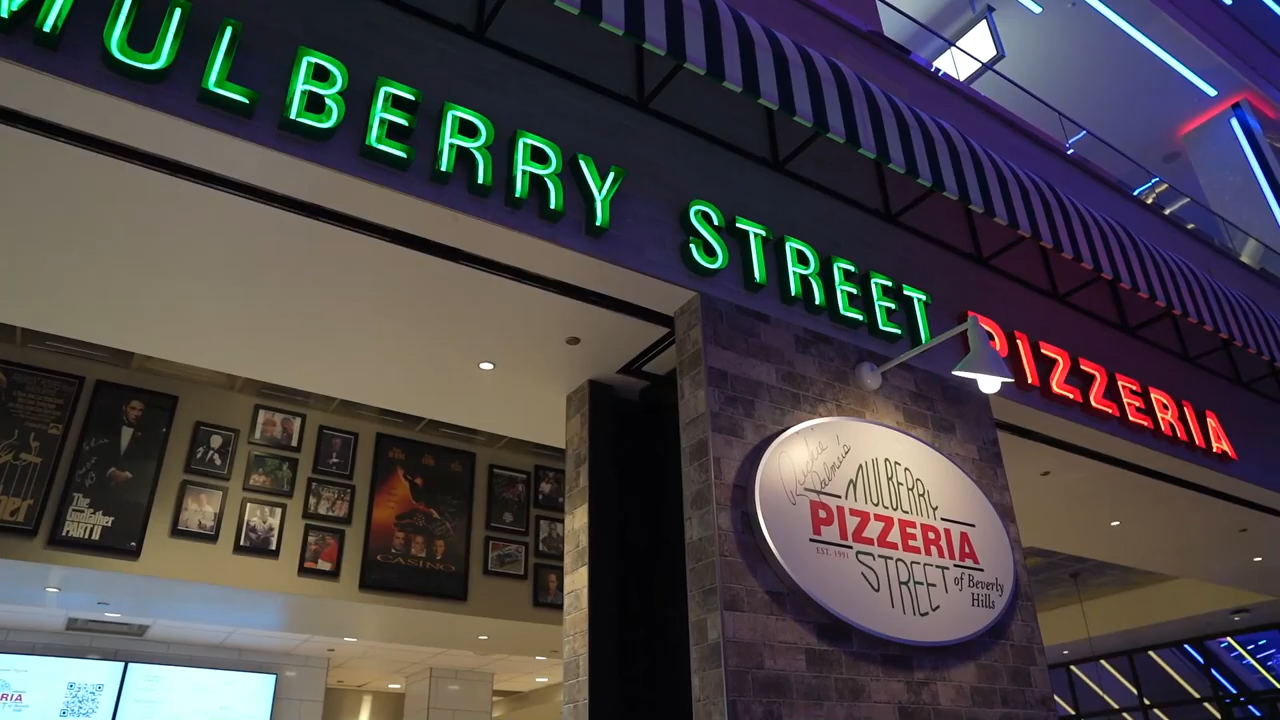 MULBERRY STREET PIZZERIA
Richie Palmer's
MULBERRY
PIZZERIA
EST. 1991
STREET
of Beverly
Hills
The
Godfather
PART II
CASINO